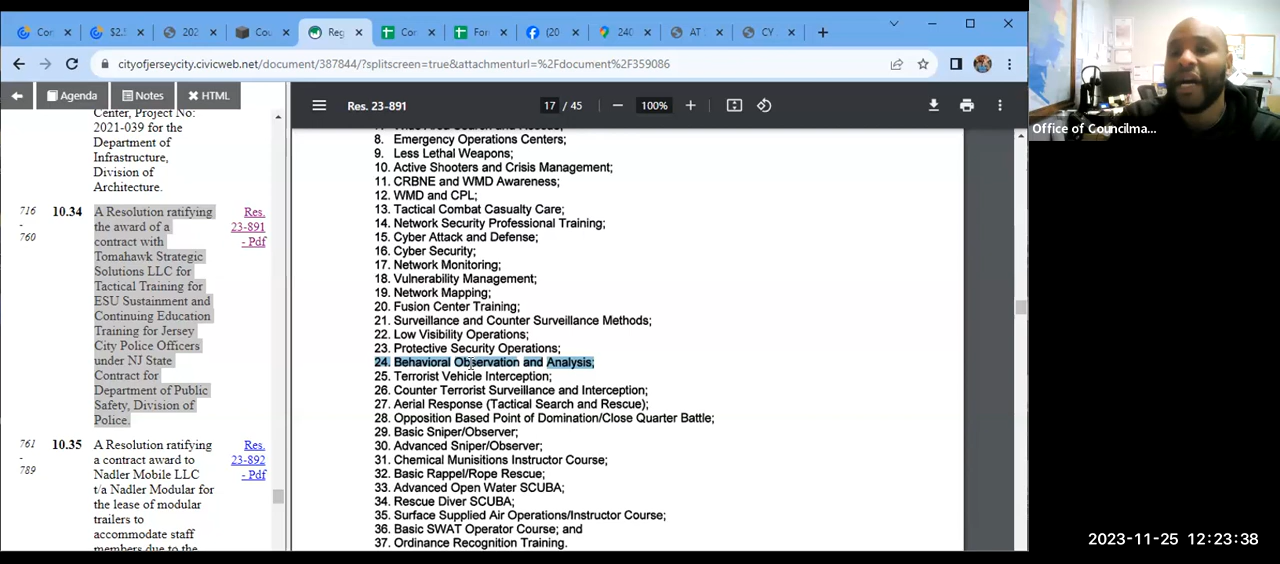 Cor
$2.5
202
Cou
Reg
Cor
For
(20
240
AT S
CY
cityofjerseycity.civicweb.net/document/387844/?splitscreen=true&attachmenturl=%2Fdocument%2F359086
Agenda
Notes
HTML
Res. 23-891
17 / 45
100%
Center, Project No:
2021-039 for the
Department of
Infrastructure,
Division of
Architecture.
716 - 760
10.34
A Resolution ratifying
the award of a
contract with
Tomahawk Strategic
Solutions LLC for
Tactical Training for
ESU Sustainment and
Continuing Education
Training for Jersey
City Police Officers
under NJ State
Contract for
Department of Public
Safety, Division of
Police.
Res.
23-891
- Pdf
761 - 789
10.35
A Resolution ratifying
a contract award to
Nadler Mobile LLC
t/a Nadler Modular for
the lease of modular
trailers to
accommodate staff
members due to the
Res.
23-892
- Pdf
8. Emergency Operations Centers;
9. Less Lethal Weapons;
10. Active Shooters and Crisis Management;
11. CRBNE and WMD Awareness;
12. WMD and CPL;
13. Tactical Combat Casualty Care;
14. Network Security Professional Training;
15. Cyber Attack and Defense;
16. Cyber Security;
17. Network Monitoring;
18. Vulnerability Management;
19. Network Mapping;
20. Fusion Center Training;
21. Surveillance and Counter Surveillance Methods;
22. Low Visibility Operations;
23. Protective Security Operations;
24. Behavioral Observation and Analysis;
25. Terrorist Vehicle Interception;
26. Counter Terrorist Surveillance and Interception;
27. Aerial Response (Tactical Search and Rescue);
28. Opposition Based Point of Domination/Close Quarter Battle;
29. Basic Sniper/Observer;
30. Advanced Sniper/Observer;
31. Chemical Munisitions Instructor Course;
32. Basic Rappel/Rope Rescue;
33. Advanced Open Water SCUBA;
34. Rescue Diver SCUBA;
35. Surface Supplied Air Operations/Instructor Course;
36. Basic SWAT Operator Course; and
37. Ordinance Recognition Training.
Office of Councilma...
2023-11-25 12:23:38